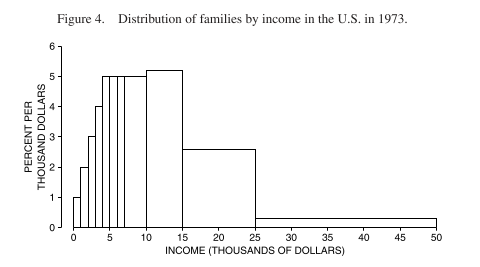 Figure 4. Distribution of families by income in the U.S. in 1973.
PERCENT PER
THOUSAND DOLLARS
6
5
4
3
2
1
0
0 5 10 15 20 25 30 35 40 45 50
INCOME (THOUSANDS OF DOLLARS)